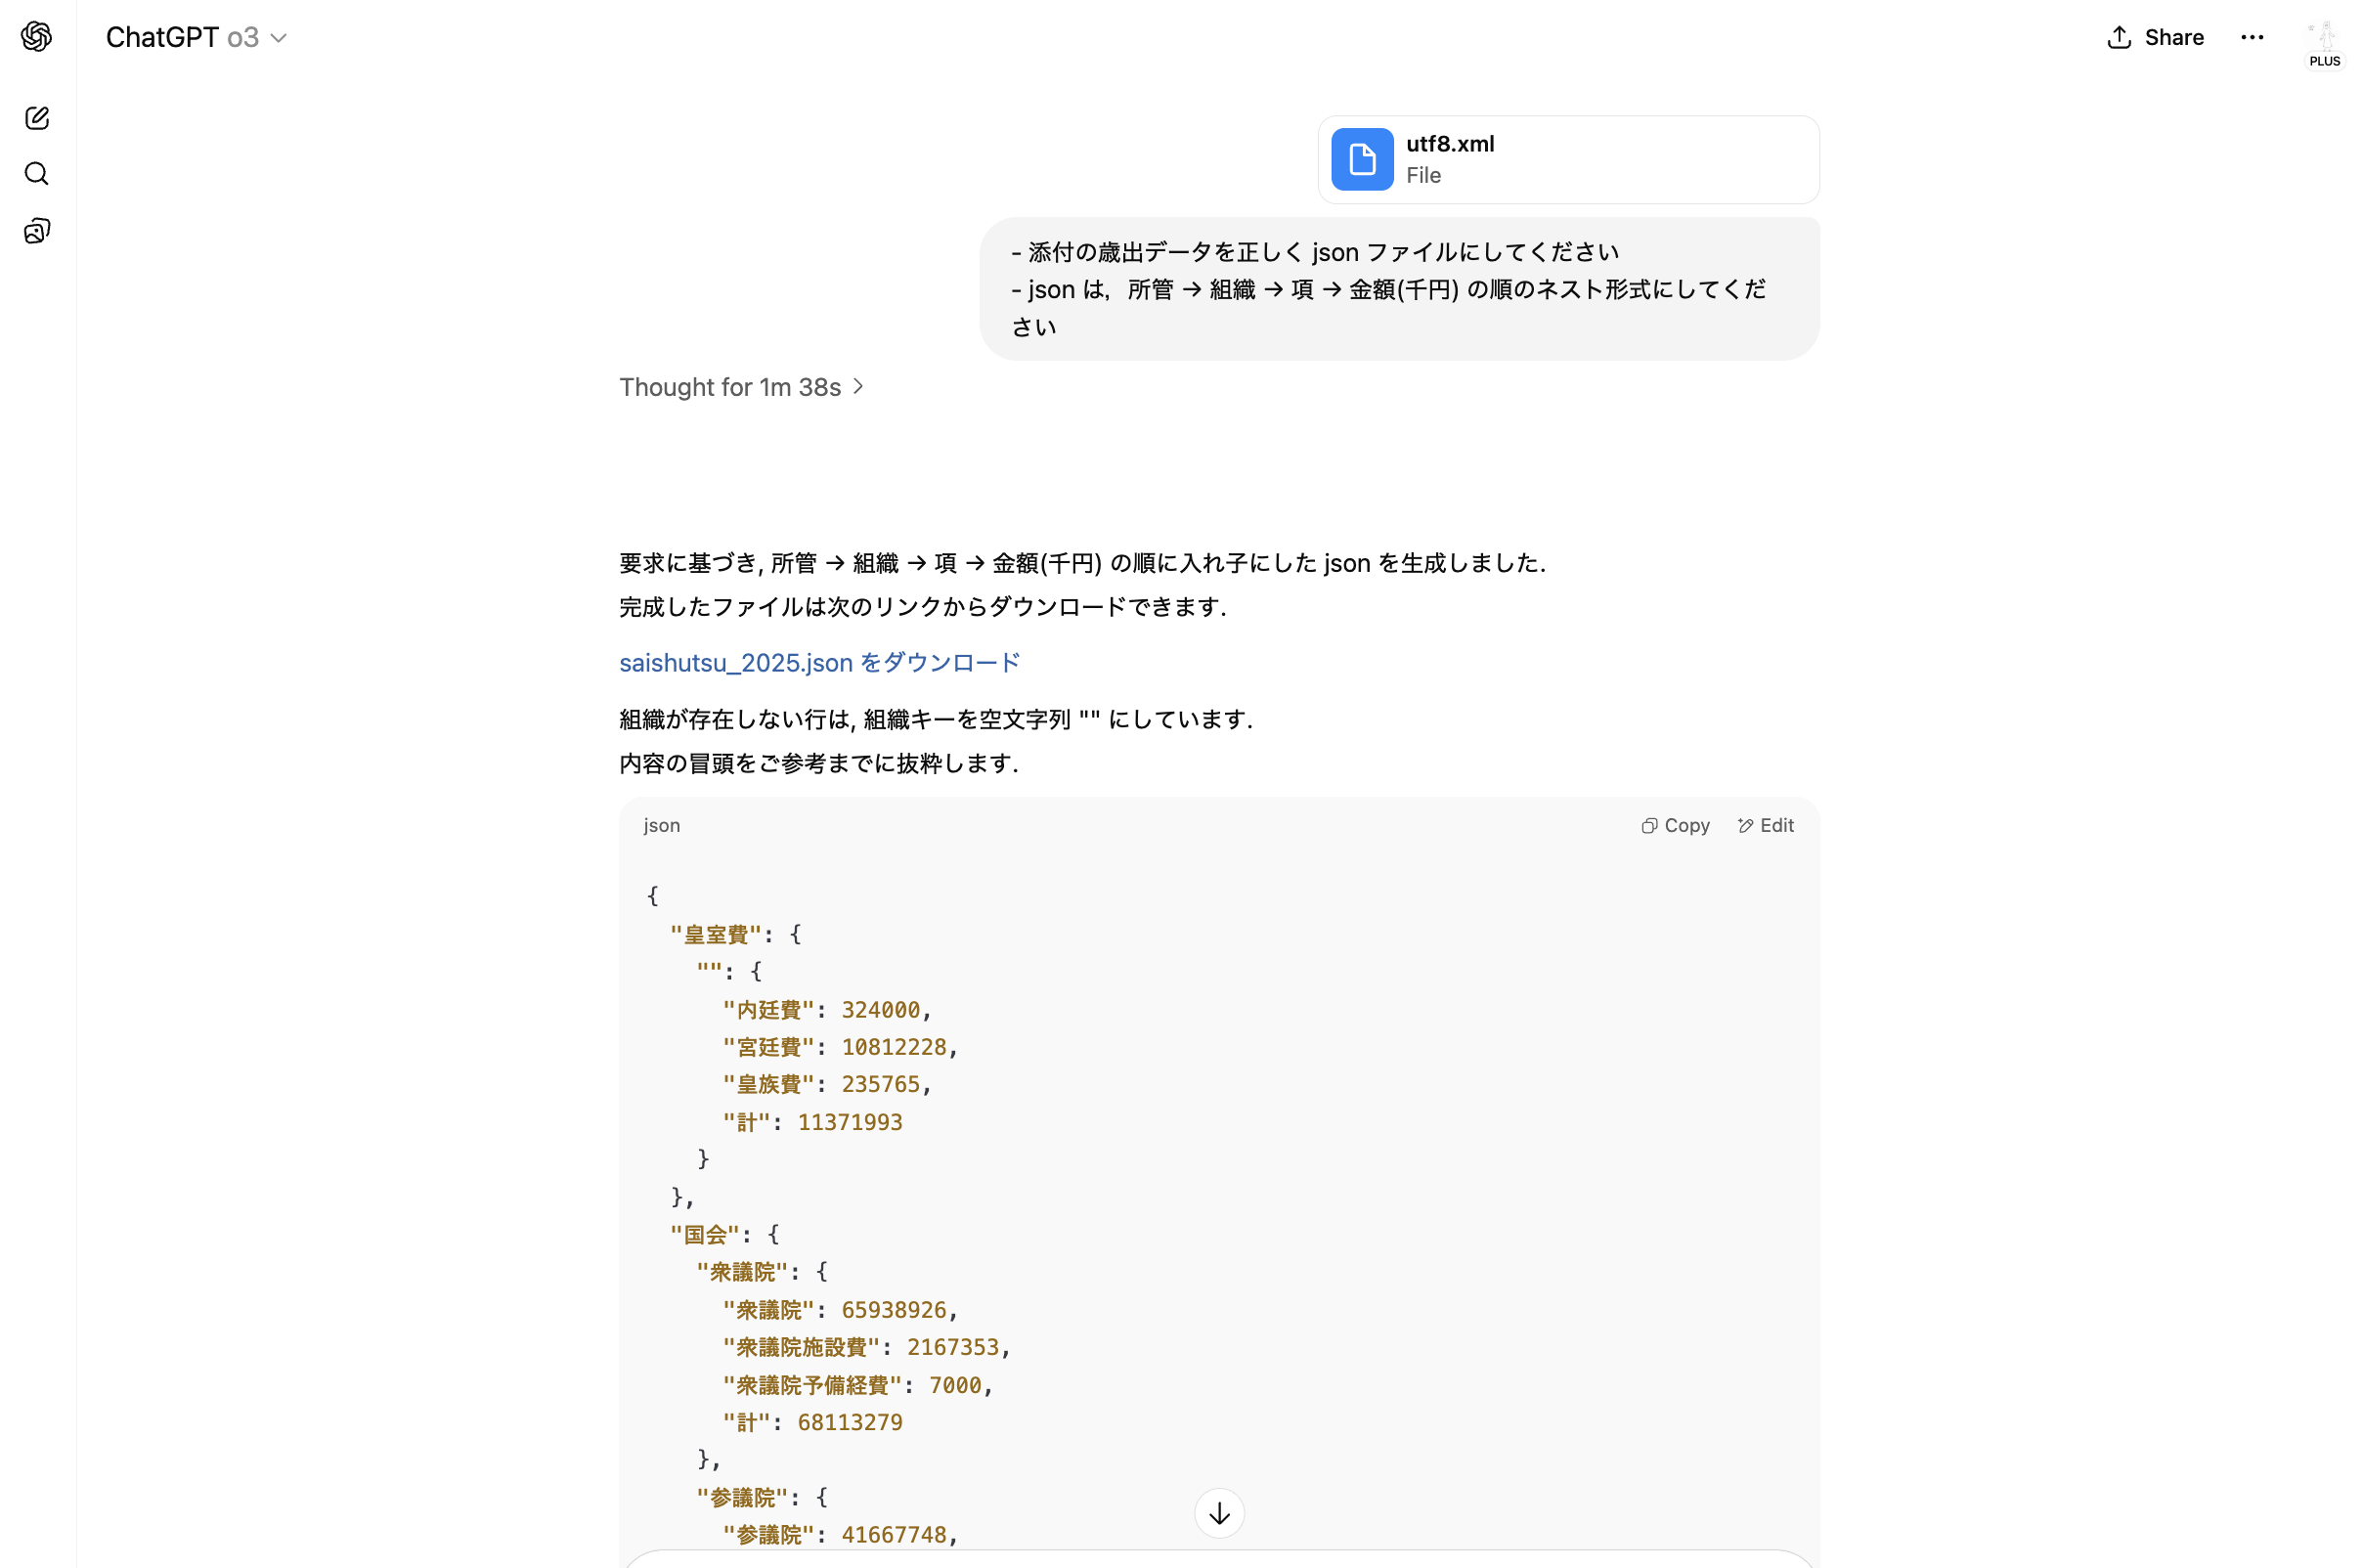 ChatGPT o3
Share
PLUS
utf8.xml
File
- 添付の歳出データを正しく json ファイルにしてください
- json は，所管 → 組織 → 項 → 金額(千円) の順のネスト形式にしてくだ
さい
Thought for 1m 38s
要求に基づき, 所管 → 組織 → 項 → 金額(千円) の順に入れ子にした json を生成しました.
完成したファイルは次のリンクからダウンロードできます.
saishutsu_2025.json をダウンロード
組織が存在しない行は, 組織キーを空文字列 "" にしています.
内容の冒頭をご参考までに抜粋します.
json
Copy
Edit
{
"皇室費": {
"": {
"内廷費": 324000,
"宮廷費": 10812228,
"皇族費": 235765,
"計": 11371993
}
},
"国会": {
"衆議院": {
"衆議院": 65938926,
"衆議院施設費": 2167353,
"衆議院予備経費": 7000,
"計": 68113279
},
"参議院": {
"参議院": 41667748,